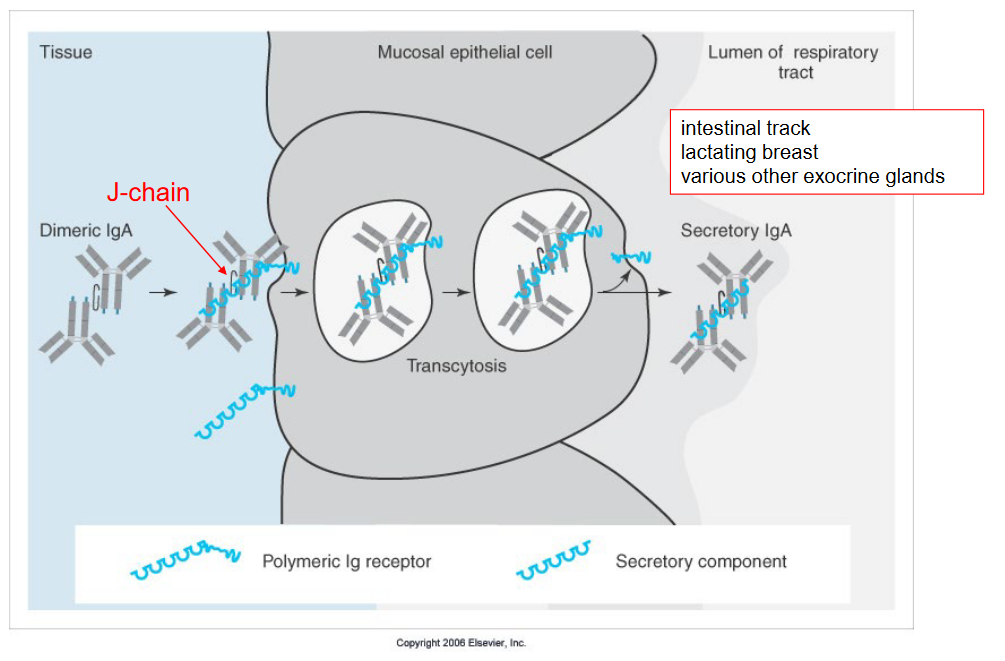 Tissue
Mucosal epithelial cell
Lumen of respiratory
tract
intestinal track
lactating breast
various other exocrine glands
J-chain
Dimeric IgA
Secretory IgA
Transcytosis
Polymeric Ig receptor
Secretory component
Copyright 2006 Elsevier, Inc.